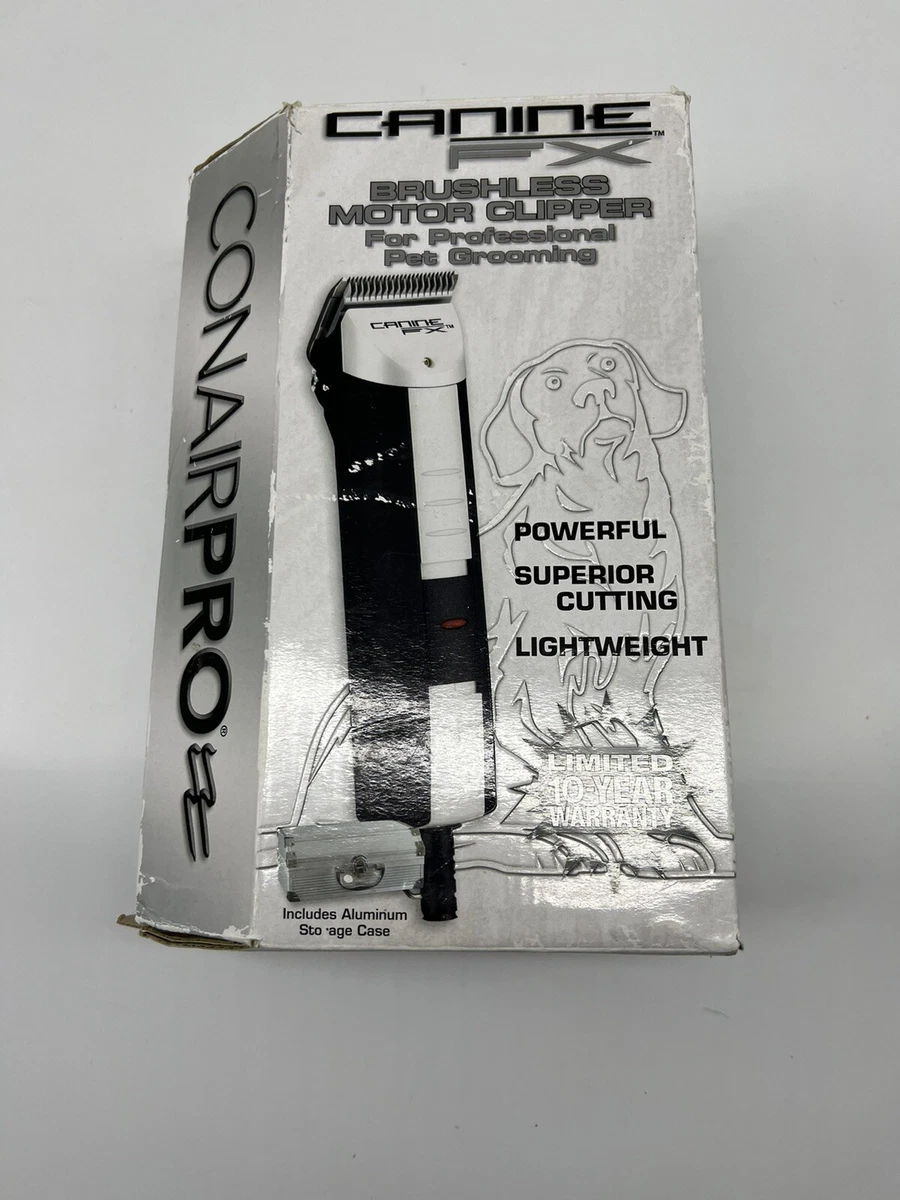 CANINE™
FX
BRUSHLESS
MOTOR CLIPPER
For Professional
Pet Grooming
CANINE™
FX
POWERFUL
SUPERIOR
CUTTING
LIGHTWEIGHT
LIMITED
10 YEAR
WARRANTY
Includes Aluminum
Sto age Case
CONAIRPRO®